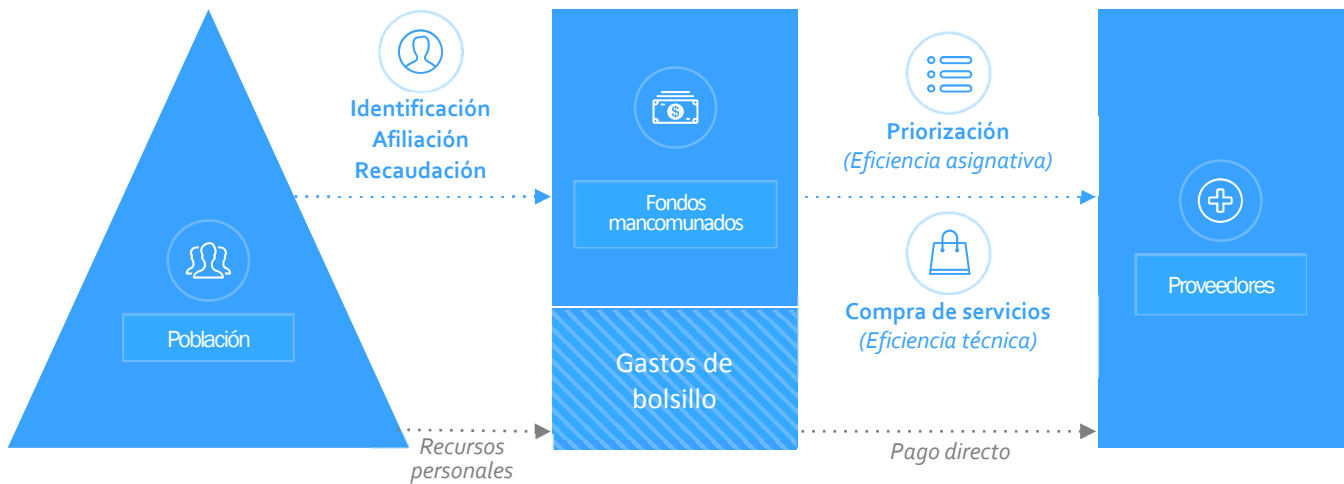 Identificación
Afiliación
Recaudación
Población
Recursos
personales
Fondos
mancomunados
Gastos de
bolsillo
Priorización
(Eficiencia asignativa)
Compra de servicios
(Eficiencia técnica)
Pago directo
Proveedores